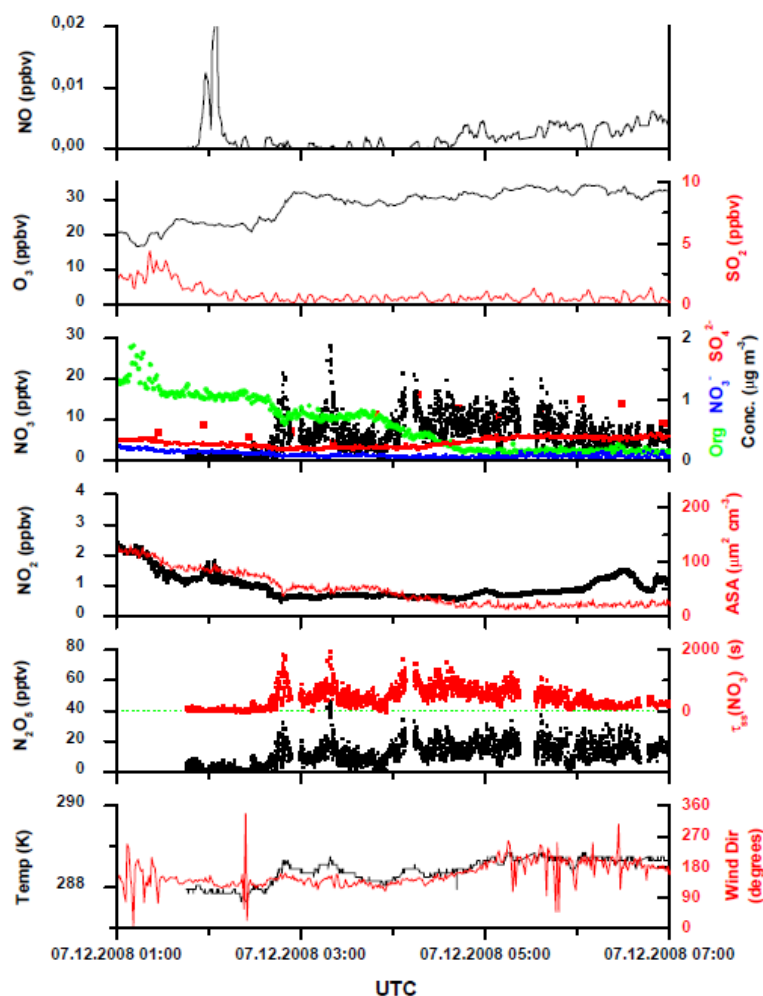 0,02
0,01
0,00
NO (ppbv)
30
20
10
0
O3 (ppbv)
10
5
0
SO2 (ppbv)
30
20
10
0
NO3 (pptv)
2
1
0
Org NO3- SO42-
Conc. (µg m-3)
4
3
2
1
0
NO2 (ppbv)
200
100
0
ASA (µm2 cm-3)
80
60
40
20
0
N2O5 (pptv)
2000
0
τss(NO3) (s)
290
288
Temp (K)
360
270
180
90
0
Wind Dir
(degrees)
07.12.2008 01:00 07.12.2008 03:00 07.12.2008 05:00 07.12.2008 07:00
UTC